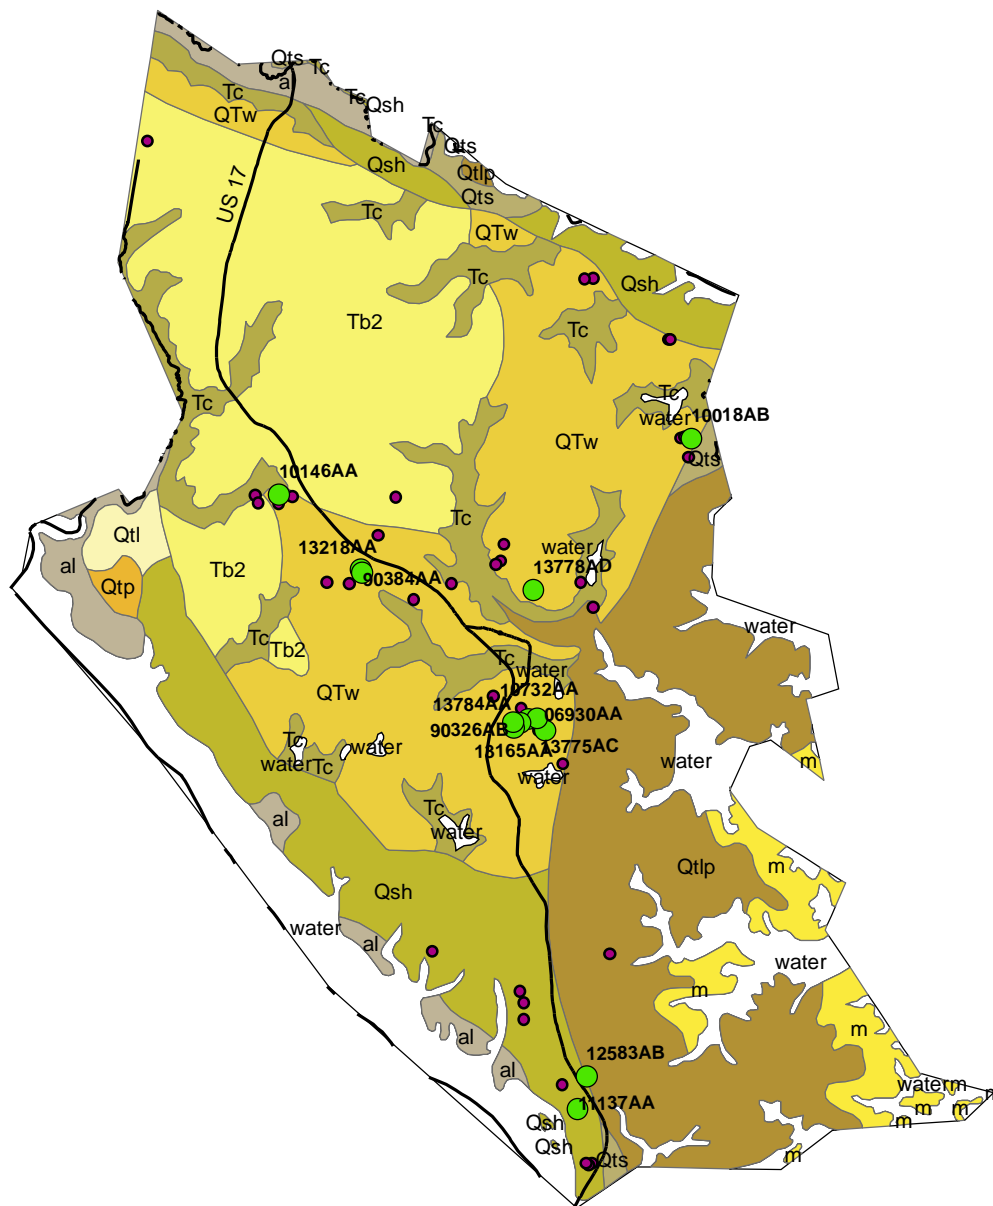 Qts
Tc
al
Tc
Tc
Qsh
QTw
Tc
Qts
Qsh
Qtlp
Qts
US 17
Tc
QTw
Tc
Qsh
Tb2
Tc
Tc
Tc
water
10018AB
QTw
Qts
10146AA
Tc
Qtl
13218AA
water
al
Tb2
90384AA
13778AD
Qtp
Tc
Tb2
water
Tc
water
QTw
10732AA
13784AA
06930AA
90326AB
Tc
13165AA
13775AC
water
water
Tc
water
water
m
Tc
al
water
Qtlp
m
Qsh
water
al
water
m
m
al
12583AB
al
water
m
11137AA
m
m
Qsh
m
Qsh
Qts
m